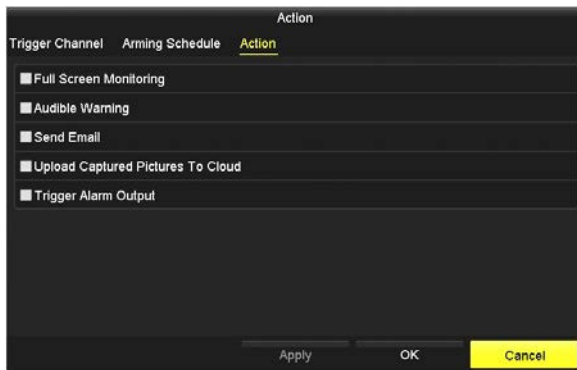 Action
Trigger Channel Arming Schedule Action
Full Screen Monitoring
Audible Warning
Send Email
Upload Captured Pictures To Cloud
Trigger Alarm Output
Apply OK Cancel